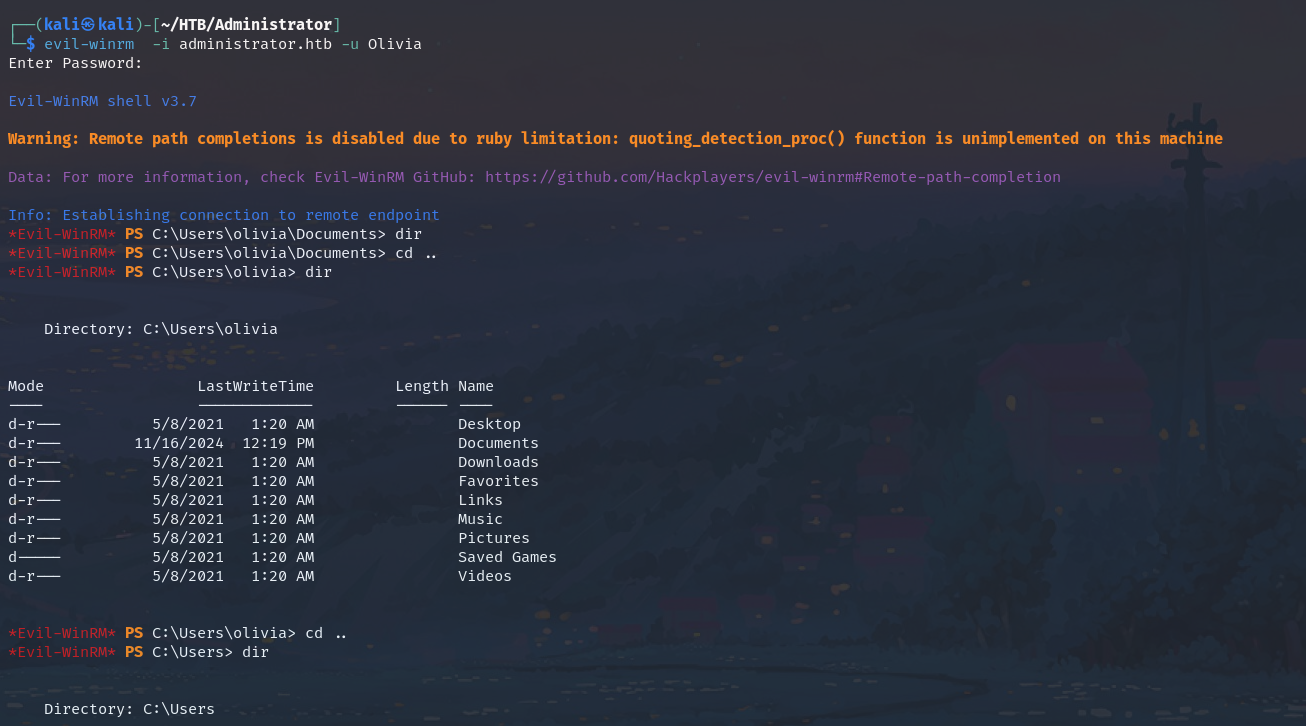 ┌──(kali㉿kali)-[~/HTB/Administrator]
└─$ evil-winrm  -i administrator.htb -u Olivia
Enter Password:
Evil-WinRM shell v3.7
Warning: Remote path completions is disabled due to ruby limitation: quoting_detection_proc() function is unimplemented on this machine
Data: For more information, check Evil-WinRM GitHub: https://github.com/Hackplayers/evil-winrm#Remote-path-completion
Info: Establishing connection to remote endpoint
*Evil-WinRM* PS C:\Users\olivia\Documents> dir
*Evil-WinRM* PS C:\Users\olivia\Documents> cd ..
*Evil-WinRM* PS C:\Users\olivia> dir
    Directory: C:\Users\olivia
Mode                 LastWriteTime         Length Name
----                 -------------         ------ ----
d-r---          5/8/2021   1:20 AM                Desktop
d-r---        11/16/2024  12:19 PM                Documents
d-r---          5/8/2021   1:20 AM                Downloads
d-r---          5/8/2021   1:20 AM                Favorites
d-r---          5/8/2021   1:20 AM                Links
d-r---          5/8/2021   1:20 AM                Music
d-r---          5/8/2021   1:20 AM                Pictures
d-----          5/8/2021   1:20 AM                Saved Games
d-r---          5/8/2021   1:20 AM                Videos
*Evil-WinRM* PS C:\Users\olivia> cd ..
*Evil-WinRM* PS C:\Users> dir
    Directory: C:\Users